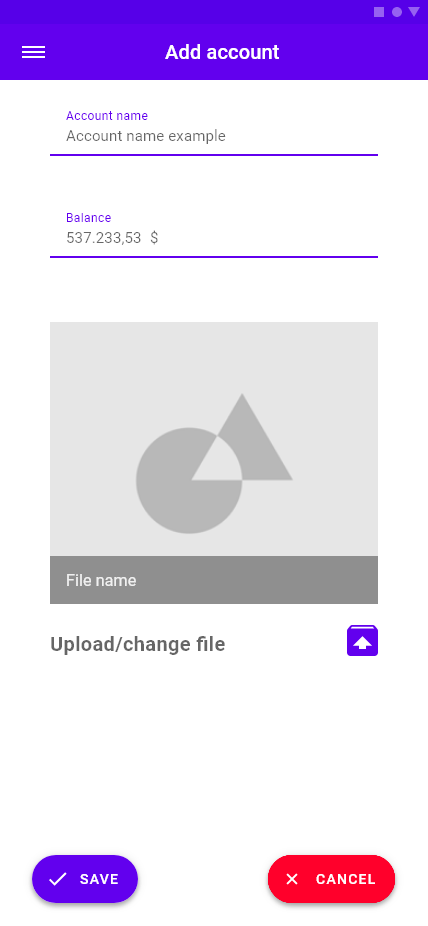 Add account
Account name
Account name example
Balance
537.233,53  $
File name
Upload/change file
SAVE
CANCEL